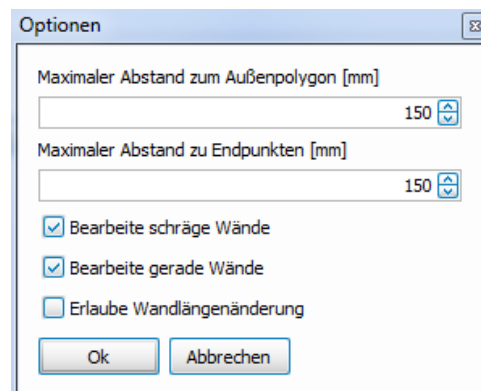 Optionen
Maximaler Abstand zum Außenpolygon [mm]
150
Maximaler Abstand zu Endpunkten [mm]
150
Bearbeite schräge Wände
Bearbeite gerade Wände
Erlaube Wandlängenänderung
Ok Abbrechen